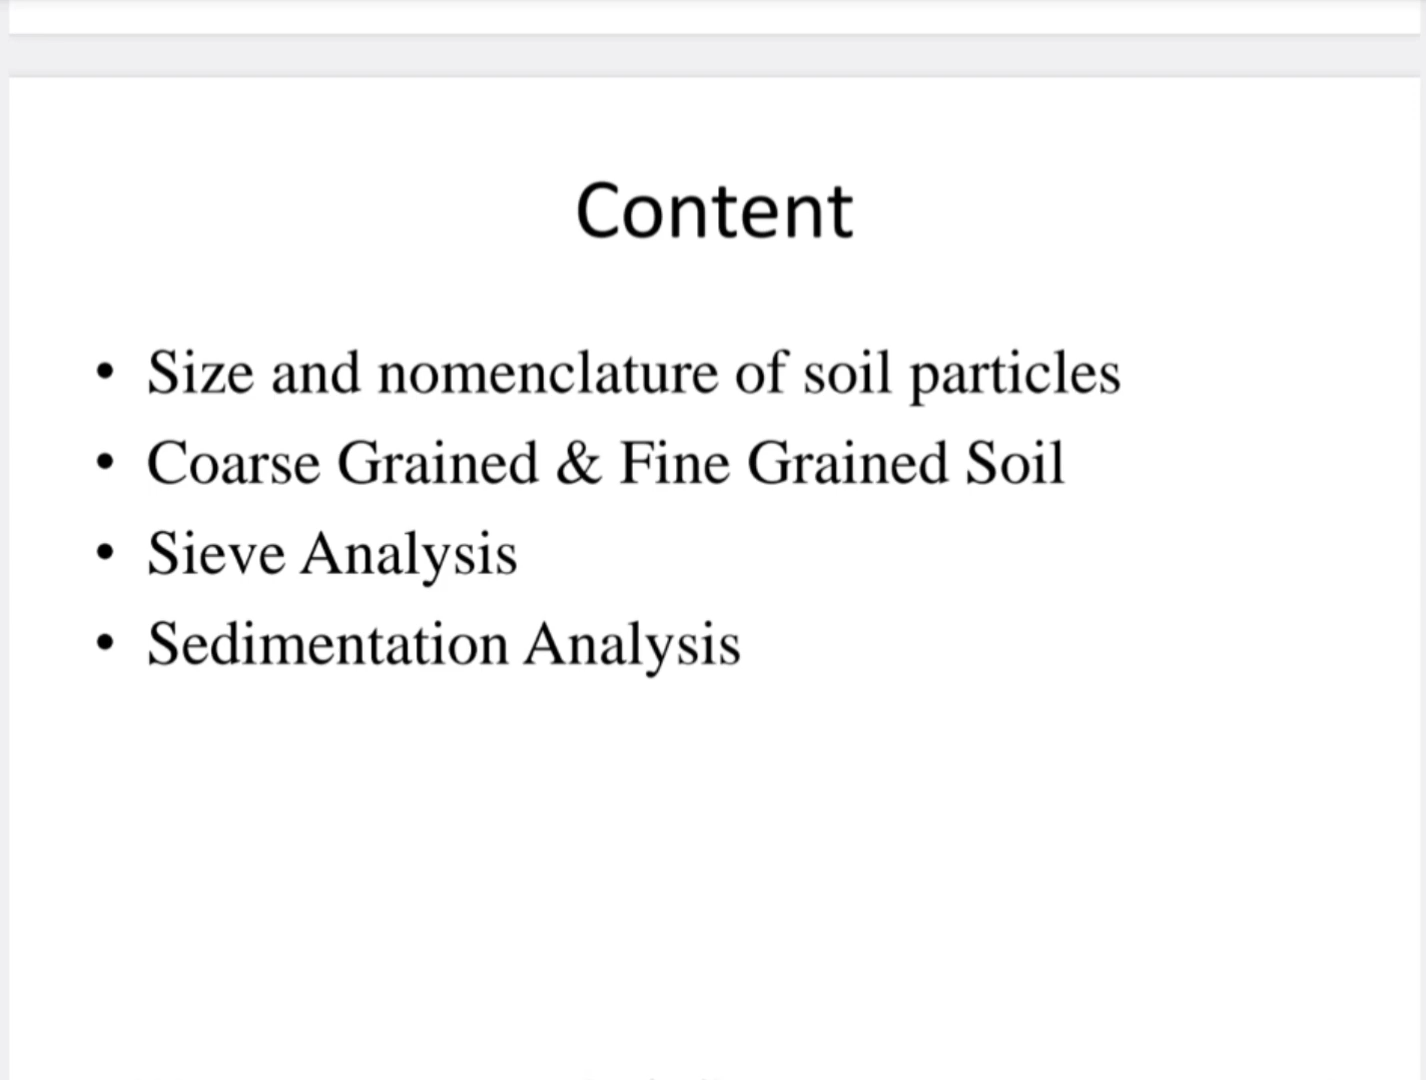 Content
• Size and nomenclature of soil particles
• Coarse Grained & Fine Grained Soil
• Sieve Analysis
• Sedimentation Analysis